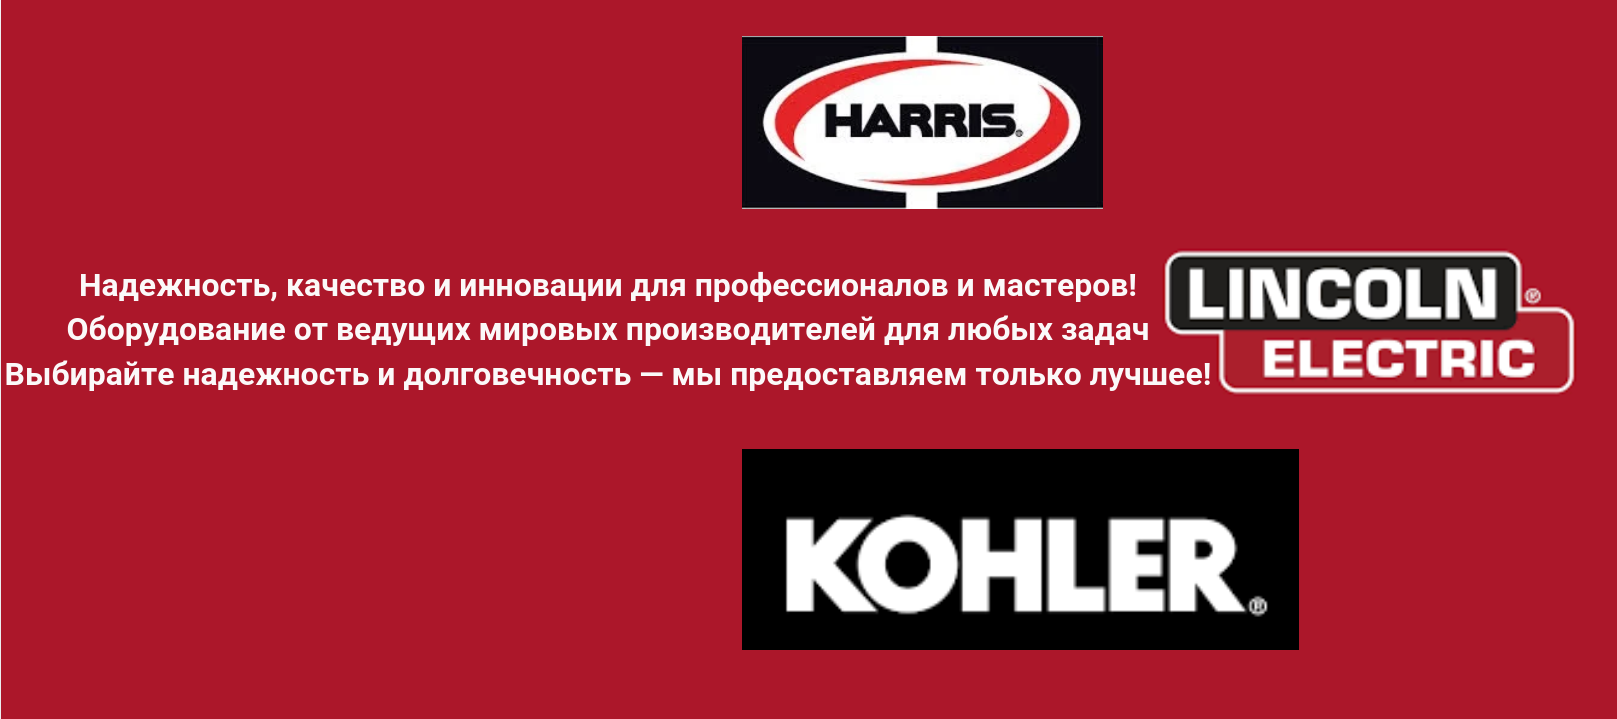 HARRIS®
Надежность, качество и инновации для профессионалов и мастеров!
Оборудование от ведущих мировых производителей для любых задач
Выбирайте надежность и долговечность — мы предоставляем только лучшее!
LINCOLN®
ELECTRIC
KOHLER®